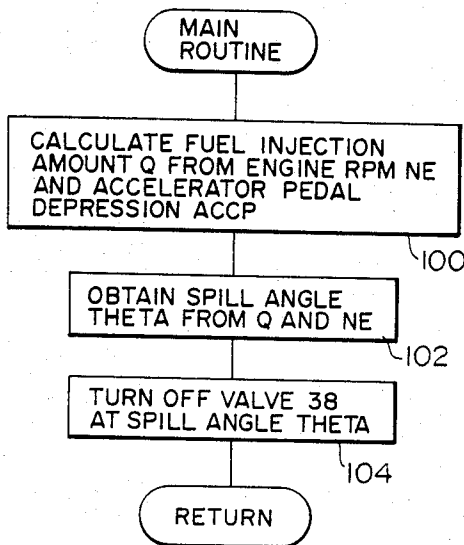 MAIN
ROUTINE
CALCULATE FUEL INJECTION
AMOUNT Q FROM ENGINE RPM NE
AND ACCELERATOR PEDAL
DEPRESSION ACCP
100
OBTAIN SPILL ANGLE
THETA FROM Q AND NE
102
TURN OFF VALVE 38
AT SPILL ANGLE THETA
104
RETURN